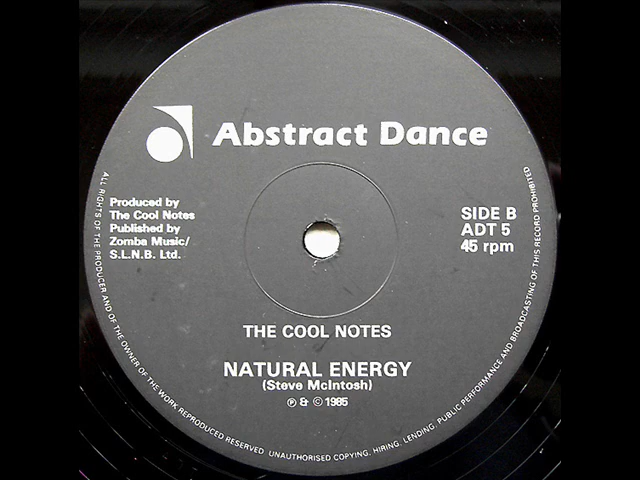 Abstract Dance
Produced by
The Cool Notes
Published by
Zomba Music/
S.L.N.B. Ltd.
SIDE B
ADT 5
45 rpm
THE COOL NOTES
NATURAL ENERGY
(Steve McIntosh)
℗ & © 1985
ALL RIGHTS OF THE PRODUCER AND OF THE OWNER OF THE WORK REPRODUCED RESERVED. UNAUTHORISED COPYING, HIRING, LENDING, PUBLIC PERFORMANCE AND BROADCASTING OF THIS RECORD PROHIBITED